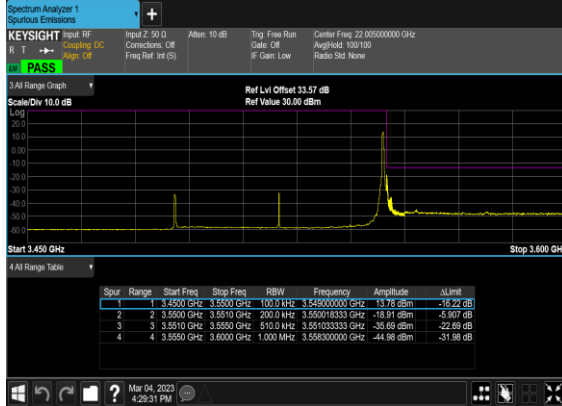 Spectrum Analyzer 1
Spurious Emissions
KEYSIGHT Input: RF Input Z: 50 Ω Atten: 10 dB Trig: Free Run Center Freq: 22.005000000 GHz
R T Coupling: DC Corrections: Off Gate: Off Avg|Hold: 100/100
Align: Off Freq Ref: Int (S) IF Gain: Low Radio Std: None
PASS
3 All Range Graph
Ref Lvl Offset 33.57 dB
Scale/Div 10.0 dB Ref Value 30.00 dBm
Log
20.0
10.0
0.00
-10.0
-20.0
-30.0
-40.0
-50.0
-60.0
Start 3.450 GHz Stop 3.600 GH
4 All Range Table
Spur Range Start Freq Stop Freq RBW Frequency Amplitude ΔLimit
1 1 3.4500 GHz 3.5500 GHz 100.0 kHz 3.549000000 GHz 13.78 dBm -16.22 dB
2 2 3.5500 GHz 3.5510 GHz 200.0 kHz 3.550018333 GHz -18.91 dBm -5.907 dB
3 3 3.5510 GHz 3.5550 GHz 510.0 kHz 3.551033333 GHz -35.69 dBm -22.69 dB
4 4 3.5550 GHz 3.6000 GHz 1.000 MHz 3.558300000 GHz -44.98 dBm -31.98 dB
Mar 04, 2023
4:29:31 PM